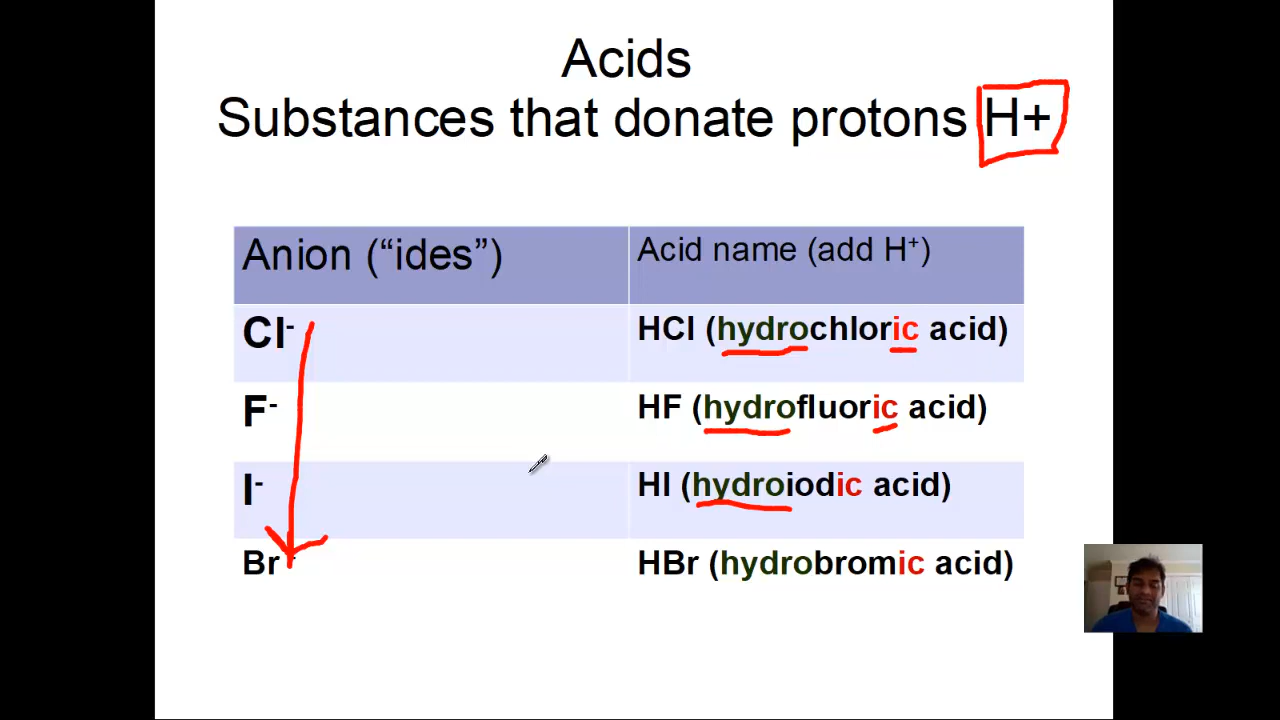 Acids
Substances that donate protons H+
Anion (“ides”)
Acid name (add H⁺)
Cl⁻
HCl (hydrochloric acid)
F⁻
HF (hydrofluoric acid)
I⁻
HI (hydroiodic acid)
Br⁻
HBr (hydrobromic acid)